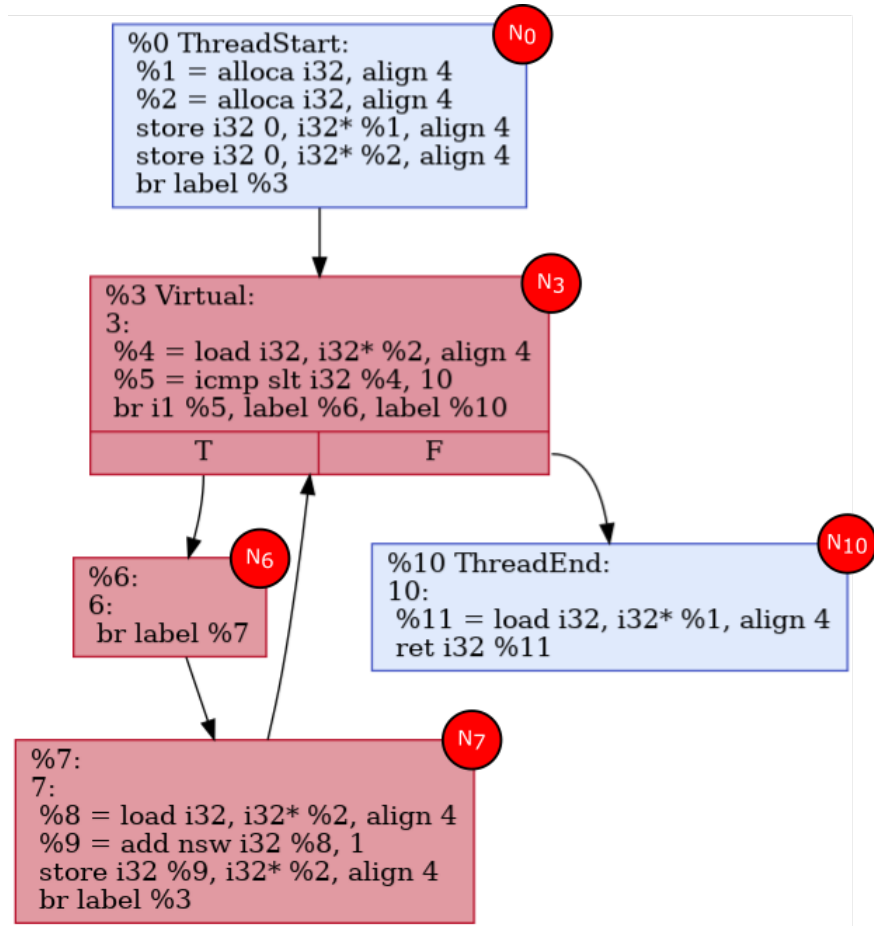 N0
%0 ThreadStart:
%1 = alloca i32, align 4
%2 = alloca i32, align 4
store i32 0, i32* %1, align 4
store i32 0, i32* %2, align 4
br label %3
N3
%3 Virtual:
3:
%4 = load i32, i32* %2, align 4
%5 = icmp slt i32 %4, 10
br i1 %5, label %6, label %10
T F
N6
%6:
6:
br label %7
N10
%10 ThreadEnd:
10:
%11 = load i32, i32* %1, align 4
ret i32 %11
N7
%7:
7:
%8 = load i32, i32* %2, align 4
%9 = add nsw i32 %8, 1
store i32 %9, i32* %2, align 4
br label %3